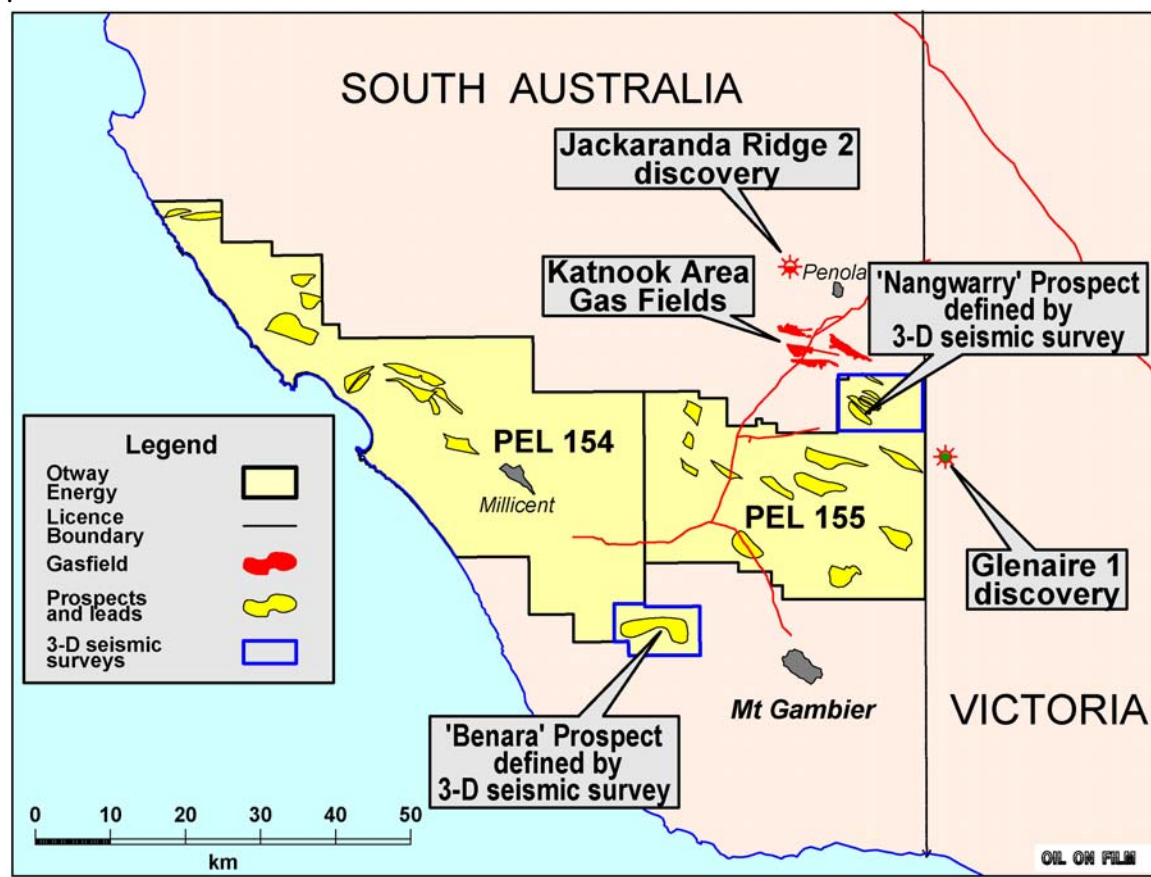 SOUTH AUSTRALIA
Jackaranda Ridge 2
discovery
Penola
Katnook Area
Gas Fields
'Nangwarry' Prospect
defined by
3-D seismic survey
PEL 154
Millicent
PEL 155
Glenaire 1
discovery
Legend
Otway
Energy
Licence
Boundary
Gasfield
Prospects
and leads
3-D seismic
surveys
Mt Gambier
VICTORIA
'Benara' Prospect
defined by
3-D seismic survey
0 10 20 30 40 50
km
OIL ON FILM